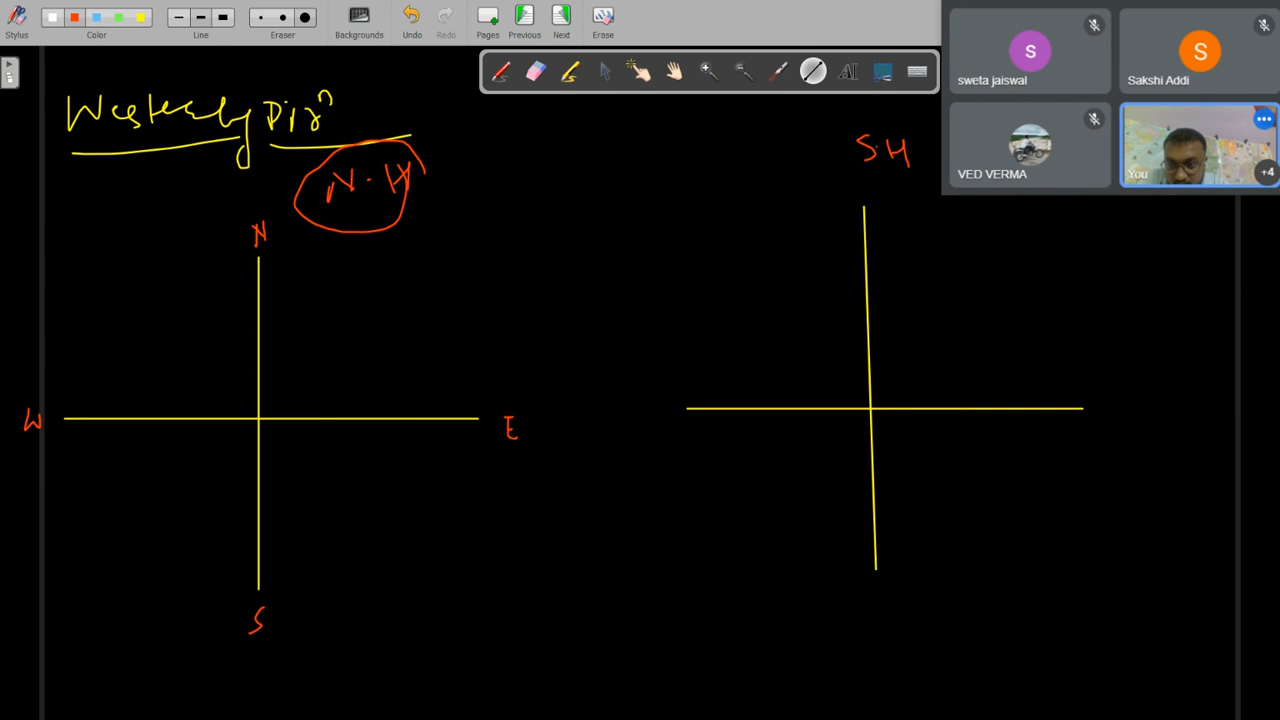 Stylus Color Line Eraser Backgrounds Undo Redo Pages Previous Next Erase
S S
sweta jaiswal Sakshi Addi
VED VERMA You +4
Westerly Dirⁿ
N.H
S.H
N
W E
S